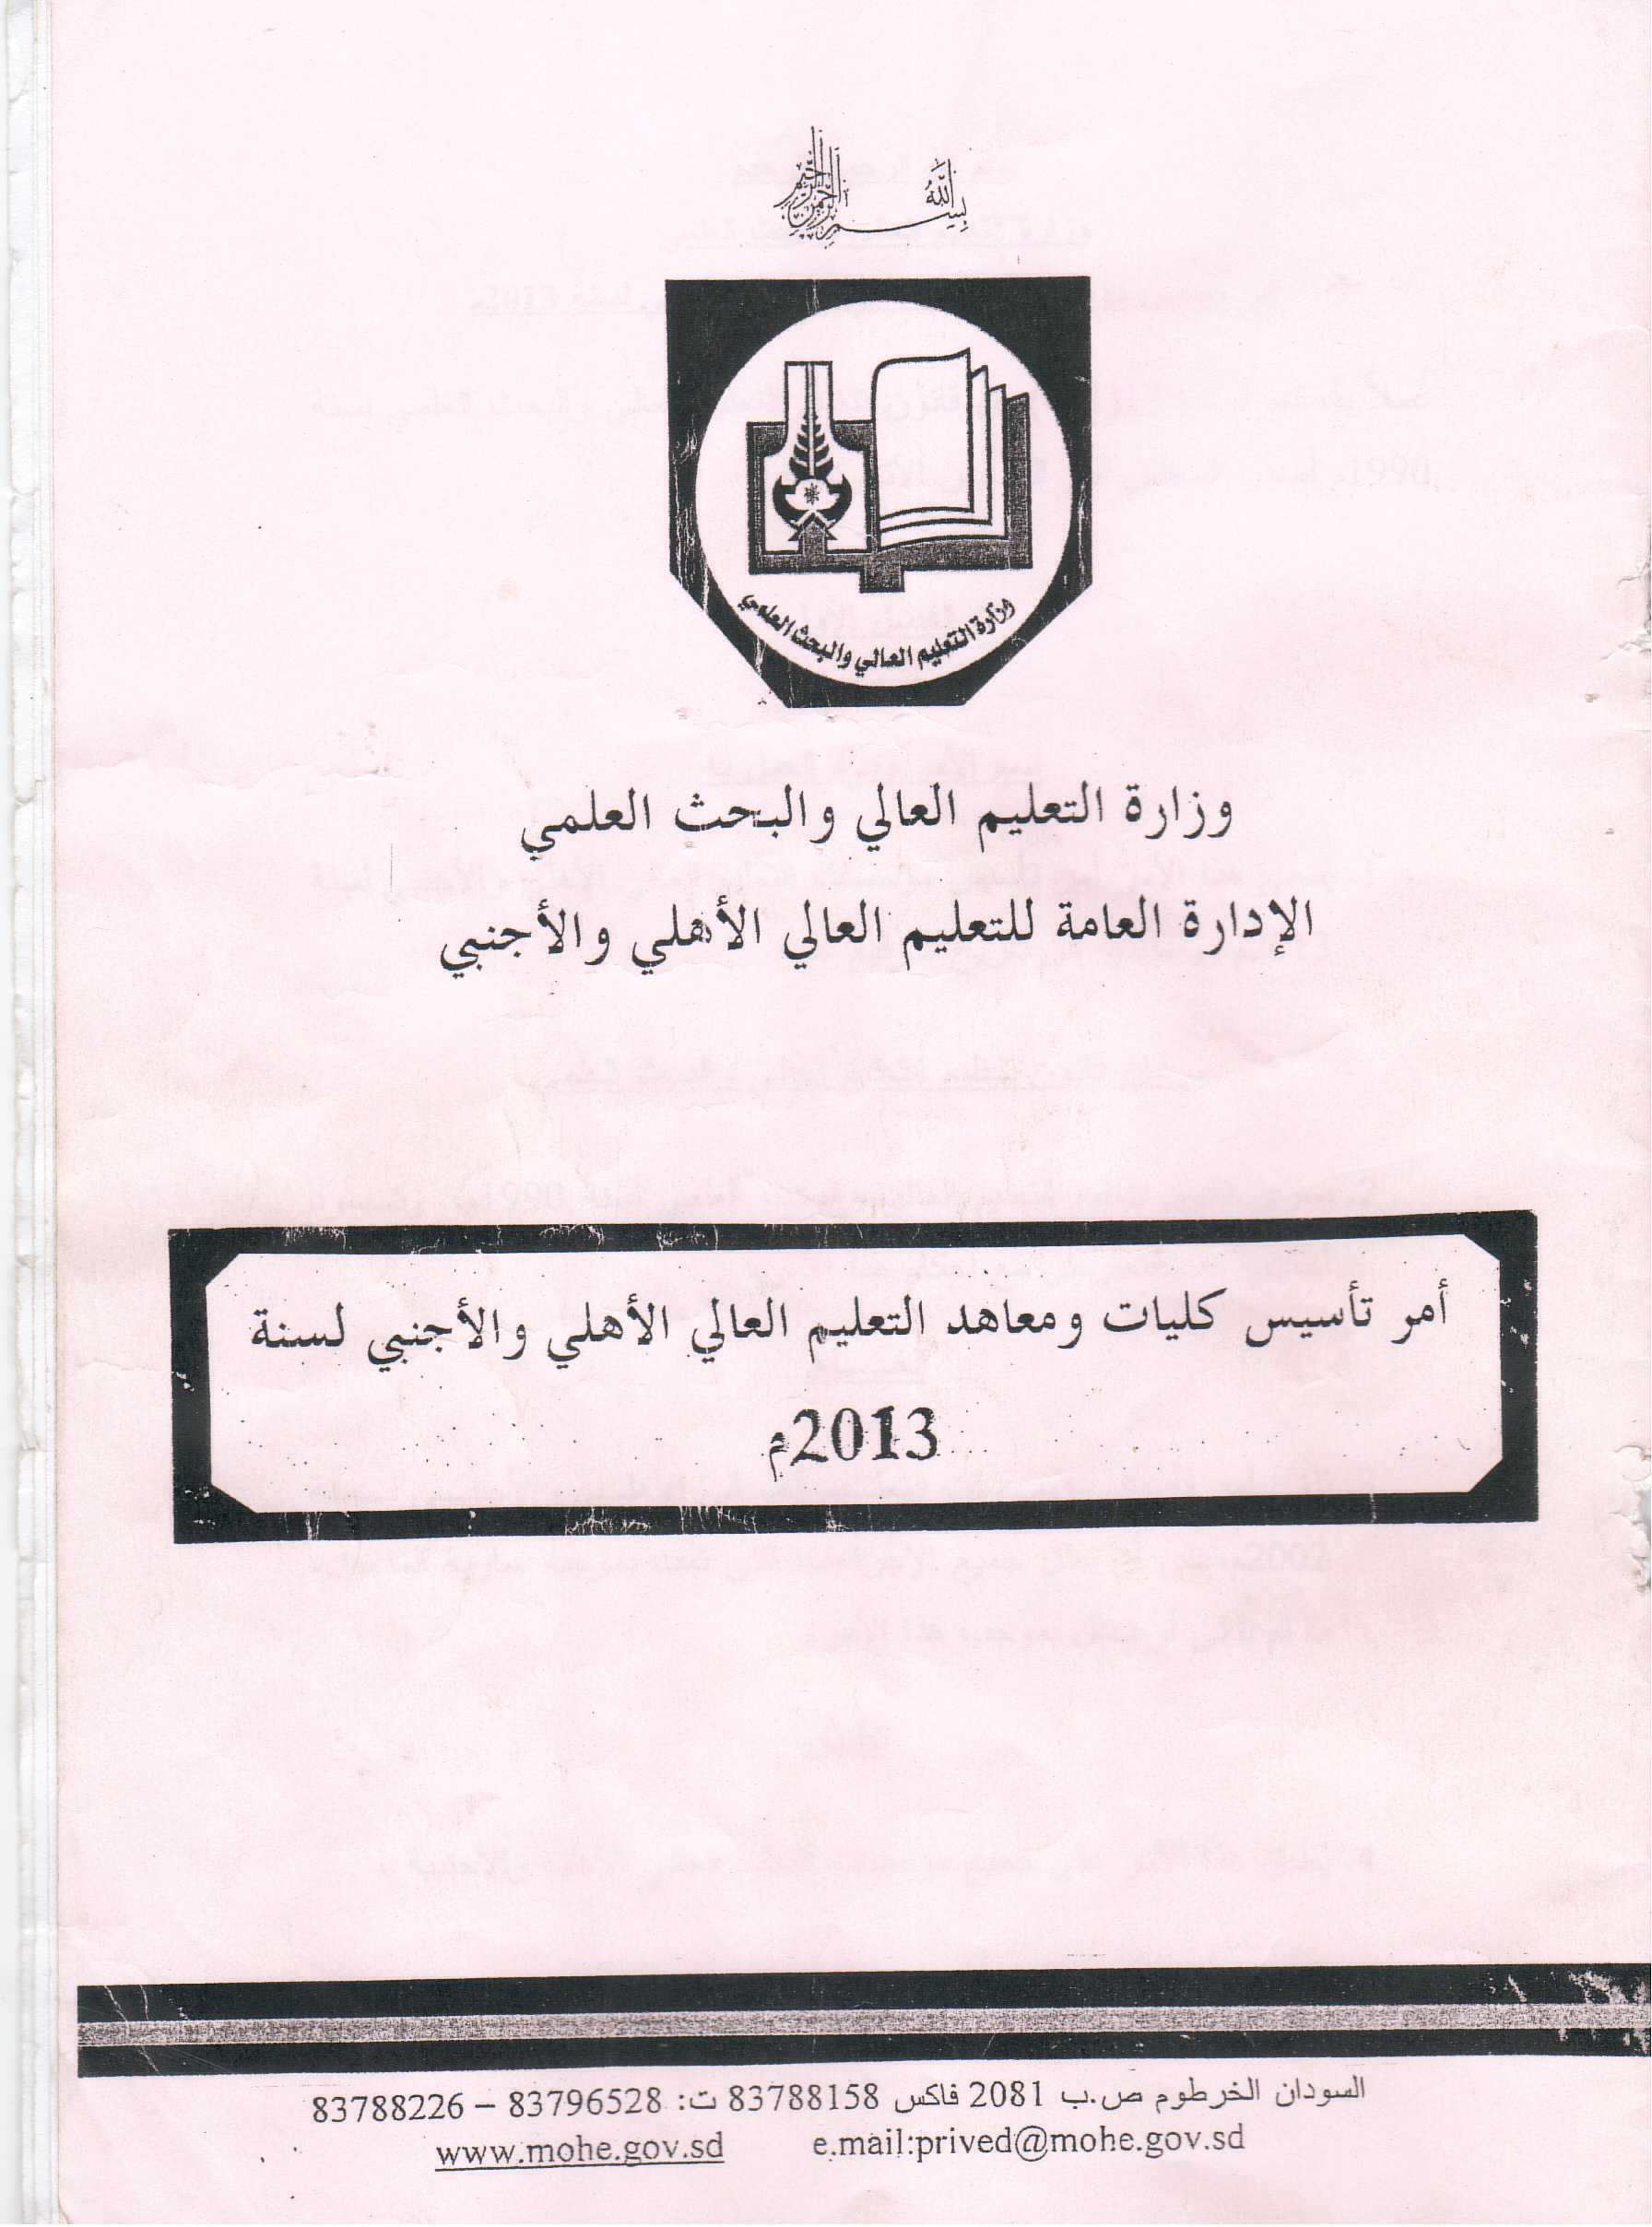 بسم الله الرحمن الرحيم
وزارة التعليم العالي والبحث العلمي
وزارة التعليم العالي والبحث العلمي
الإدارة العامة للتعليم العالي الأهلي والأجنبي
أمر تأسيس كليات ومعاهد التعليم العالي الأهلي والأجنبي لسنة
2013م
السودان الخرطوم ص.ب 2081 فاكس 83788158 ت: 83796528 – 83788226
e.mail:prived@mohe.gov.sd www.mohe.gov.sd